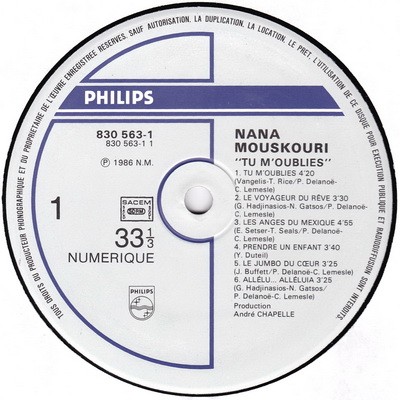 TOUS DROITS DU PRODUCTEUR PHONOGRAPHIQUE ET DU PROPRIETAIRE DE L'ŒUVRE ENREGISTREE RESERVES. SAUF AUTORISATION, LA DUPLICATION, LA LOCATION, LE PRET, L'UTILISATION DE CE DISQUE POUR EXECUTION PUBLIQUE ET RADIODIFFUSION SONT INTERDITS.
PHILIPS
830 563-1
830 563-1 1
Ⓟ 1986 N.M.
1
SACEM
33 1/3
NUMERIQUE
PHILIPS
NANA
MOUSKOURI
"TU M'OUBLIES"
1. TU M'OUBLIES 4'20
(Vangelis-T. Rice/P. Delanoë-
C. Lemesle)
2. LE VOYAGEUR DU RÊVE 3'30
(G. Hadjinasios-N. Gatsos/P. Delanoë-
C. Lemesle)
3. LES ANGES DU MEXIQUE 4'55
(E. Setser-T. Seals/P. Delanoë-
C. Lemesle)
4. PRENDRE UN ENFANT 3'40
(Y. Duteil)
5. LE JUMBO DU CŒUR 3'25
(J. Buffett/P. Delanoë-C. Lemesle)
6. ALLÉLU... ALLÉLUIA 3'25
(G. Hadjinasios-N. Gatsos/
P. Delanoë-C. Lemesle)
Production
André CHAPELLE